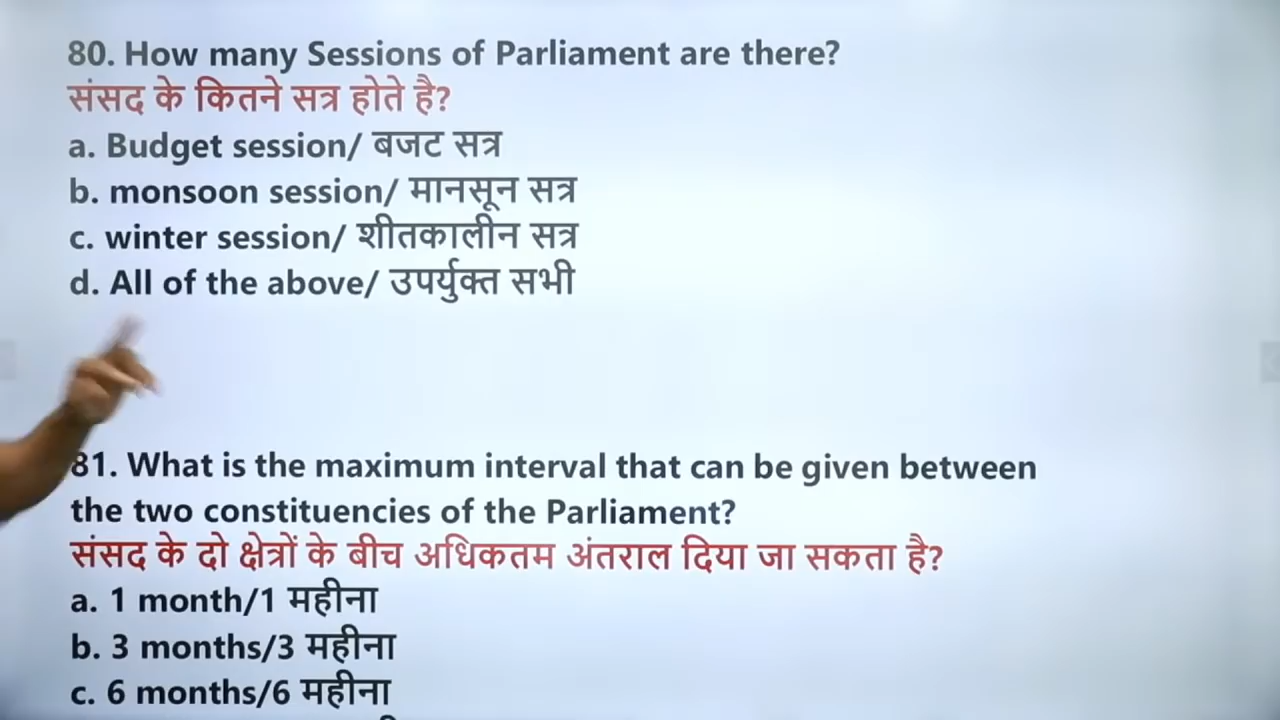 80. How many Sessions of Parliament are there?
संसद के कितने सत्र होते है?
a. Budget session/ बजट सत्र
b. monsoon session/ मानसून सत्र
c. winter session/ शीतकालीन सत्र
d. All of the above/ उपर्युक्त सभी
81. What is the maximum interval that can be given between
the two constituencies of the Parliament?
संसद के दो क्षेत्रों के बीच अधिकतम अंतराल दिया जा सकता है?
a. 1 month/1 महीना
b. 3 months/3 महीना
c. 6 months/6 महीना